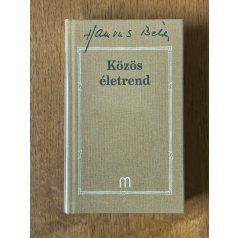 Hamvas Béla
Közös
életrend
m